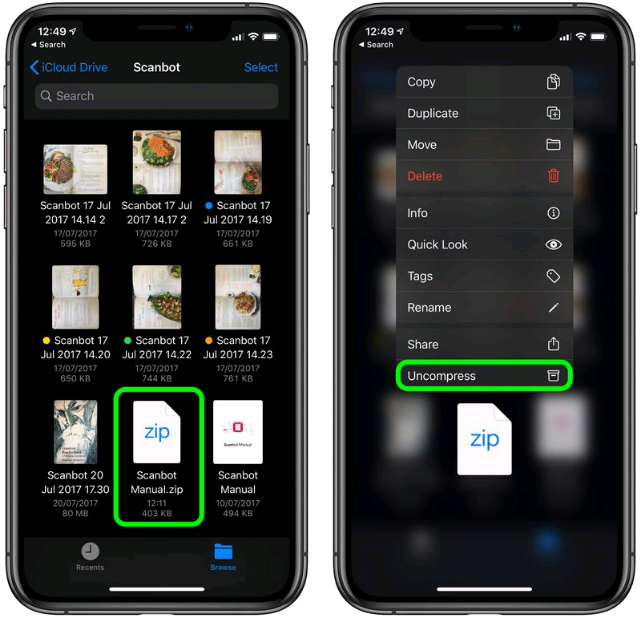 12:49
Search
iCloud Drive
Scanbot
Select
Search
Scanbot 17 Jul
2017 14.14 2
17/07/2017
595 KB
Scanbot 17 Jul
2017 14.17 2
17/07/2017
726 KB
Scanbot 17
Jul 2017 14.19
17/07/2017
651 KB
Scanbot 17
Jul 2017 14.20
17/07/2017
650 KB
Scanbot 17
Jul 2017 14.22
17/07/2017
744 KB
Scanbot 17
Jul 2017 14.23
17/07/2017
761 KB
Scanbot 20
Jul 2017 17.30
20/07/2017
80 MB
zip
Scanbot
Manual.zip
12:11
403 KB
Scanbot Manual
Scanbot
Manual
10/07/2017
494 KB
Recents
Browse
12:49
Search
Copy
Duplicate
Move
Delete
Info
Quick Look
Tags
Rename
Share
Uncompress
zip